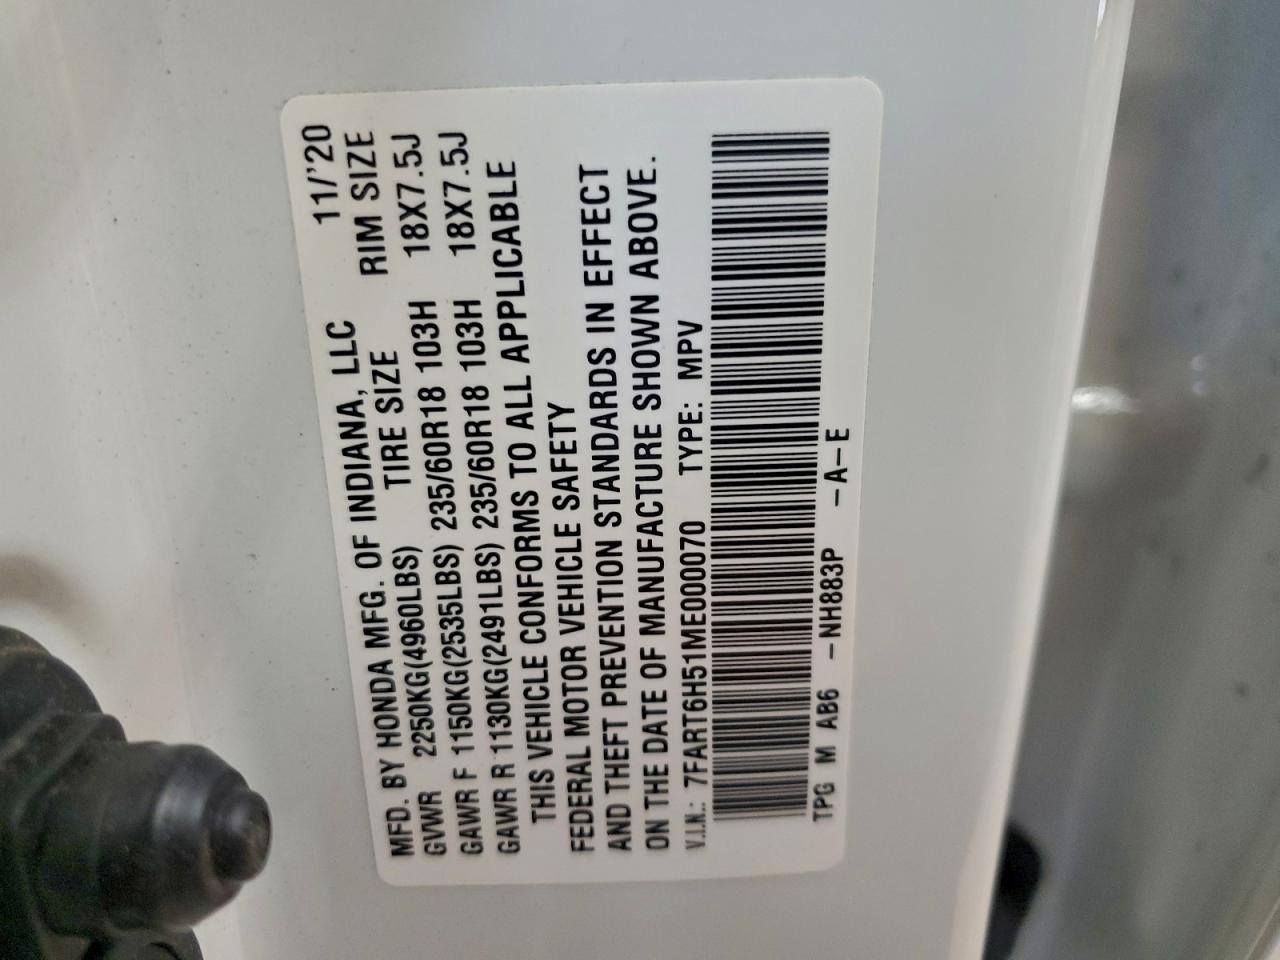 MFD. BY HONDA MFG. OF INDIANA, LLC 11/'20
TIRE SIZE RIM SIZE
GVWR 2250KG(4960LBS)
GAWR F 1150KG(2535LBS) 235/60R18 103H 18X7.5J
GAWR R 1130KG(2491LBS) 235/60R18 103H 18X7.5J
THIS VEHICLE CONFORMS TO ALL APPLICABLE
FEDERAL MOTOR VEHICLE SAFETY
AND THEFT PREVENTION STANDARDS IN EFFECT
ON THE DATE OF MANUFACTURE SHOWN ABOVE.
V.I.N.: 7FART6H51ME000070 TYPE: MPV
TPG M AB6 -NH883P -A-E